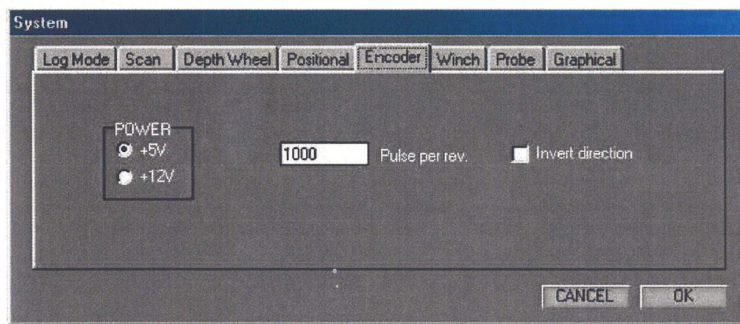 System
Log Mode Scan Depth Wheel Positional Encoder Winch Probe Graphical
POWER
+5V
+12V
1000 Pulse per rev. Invert direction
CANCEL OK